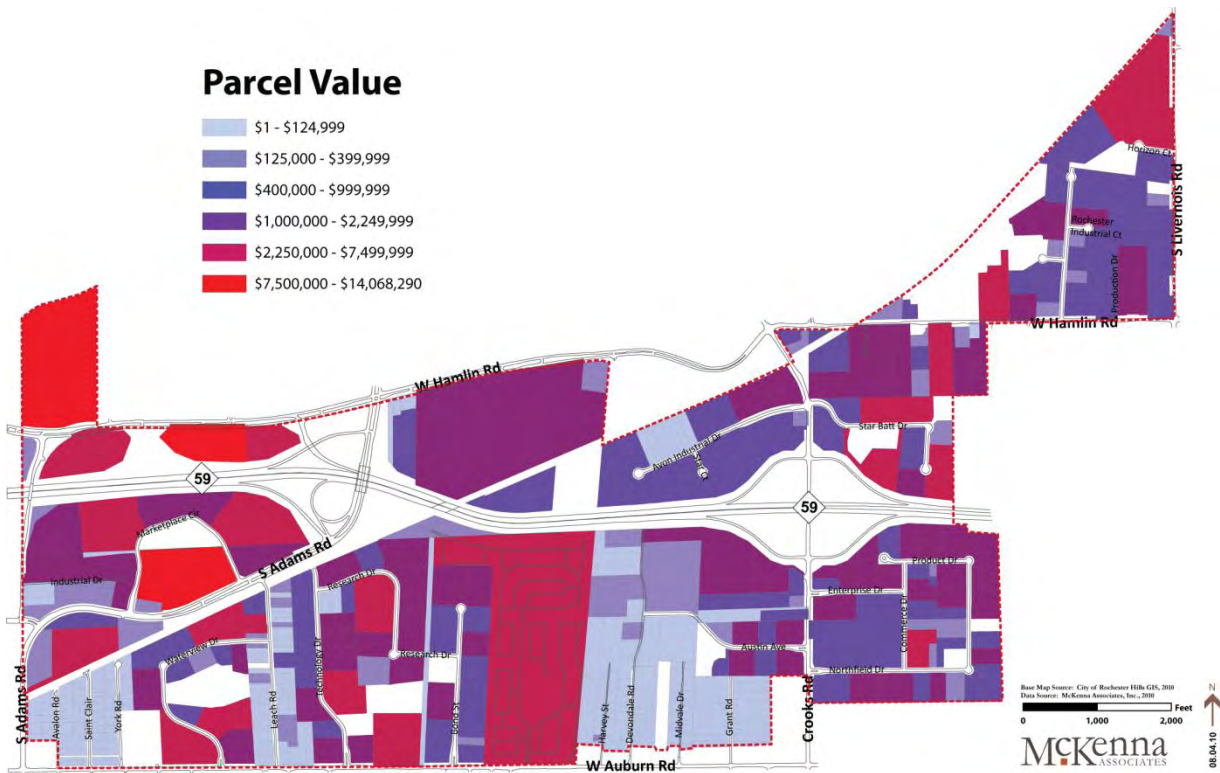 Parcel Value
$1 - $124,999
$125,000 - $399,999
$400,000 - $999,999
$1,000,000 - $2,249,999
$2,250,000 - $7,499,999
$7,500,000 - $14,068,290
Horizon Ct
S Livernois Rd
Rochester
Industrial Ct
Production Dr
W Hamlin Rd
W Hamlin Rd
Star Batt Dr
Avon Industrial Dr
59
59
Marketplace Cir
S Adams Rd
Industrial Dr
Research Dr
Product Dr
Enterprise Dr
Commerce Dr
Technology Dr
Waterview Dr
Research Dr
Austin Ave
Northfield Dr
S Adams Rd
Avalon Rd
Saint Clair
York Rd
Leach Rd
Bond St
Harvey St
Donaldson Rd
Midvale Dr
Grant Rd
Crooks Rd
W Auburn Rd
Base Map Source: City of Rochester Hills GIS, 2010
Data Source: McKenna Associates, Inc., 2010
Feet
0 1,000 2,000
McKenna
ASSOCIATES
N
08.04.10